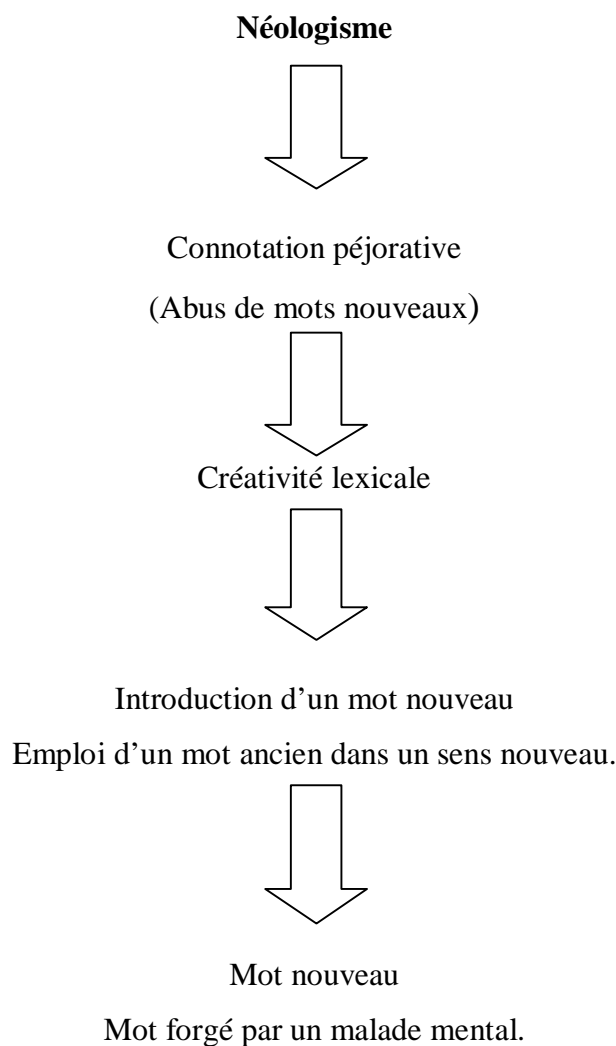 Néologisme
Connotation péjorative
(Abus de mots nouveaux)
Créativité lexicale
Introduction d’un mot nouveau
Emploi d’un mot ancien dans un sens nouveau.
Mot nouveau
Mot forgé par un malade mental.